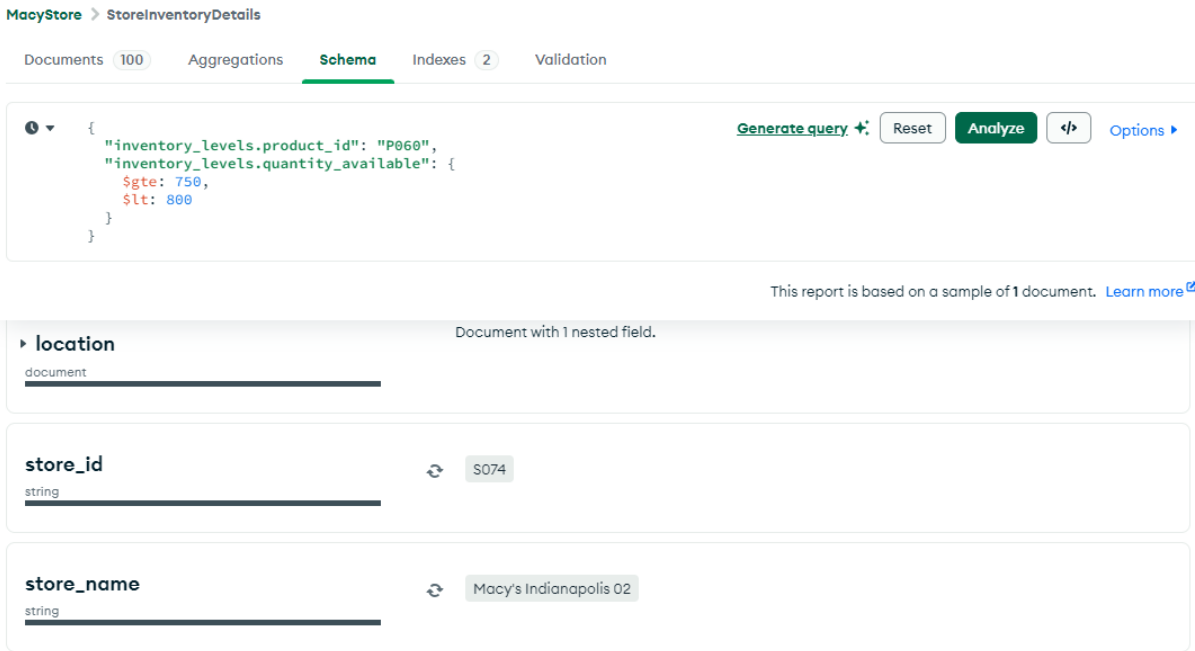 MacyStore > StoreInventoryDetails
Documents 100 Aggregations Schema Indexes 2 Validation
{
"inventory_levels.product_id": "P060",
"inventory_levels.quantity_available": {
$gte: 750,
$lt: 800
}
}
Generate query Reset Analyze </> Options
This report is based on a sample of 1 document. Learn more
location
document
Document with 1 nested field.
store_id
string
S074
store_name
string
Macy's Indianapolis 02